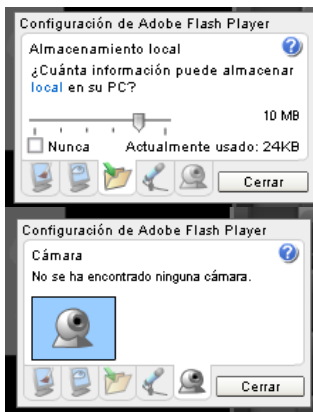 Configuración de Adobe Flash Player
Almacenamiento local
¿Cuánta información puede almacenar
local en su PC?
10 MB
Nunca Actualmente usado: 24KB
Cerrar
Configuración de Adobe Flash Player
Cámara
No se ha encontrado ninguna cámara.
Cerrar